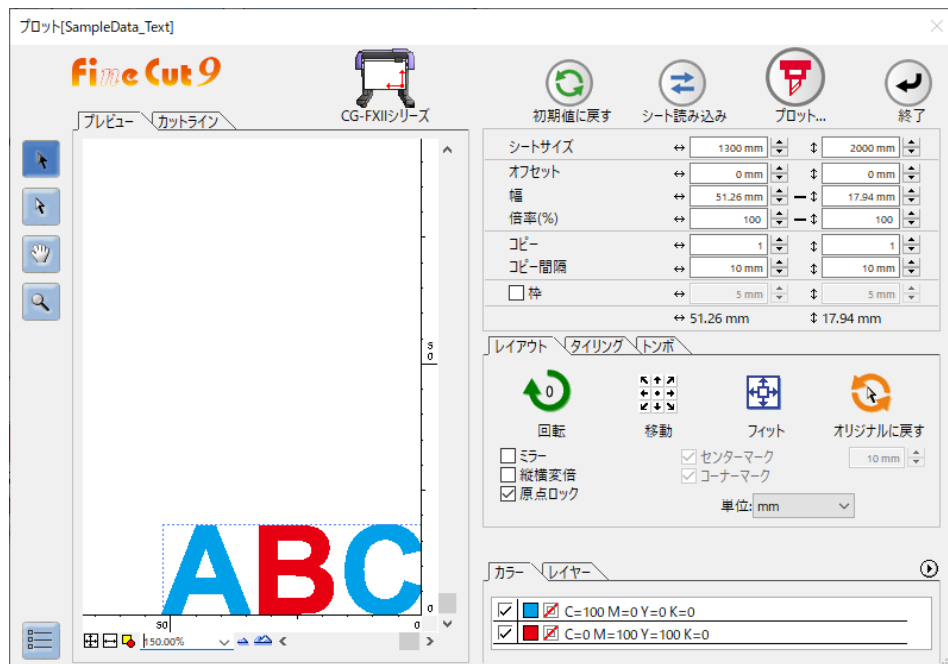 プロット[SampleData_Text]
Fine Cut 9
CG-FXIIシリーズ
初期値に戻す
シート読み込み
プロット...
終了
プレビュー
カットライン
シートサイズ 1300 mm 2000 mm
オフセット 0 mm 0 mm
幅 51.26 mm 17.94 mm
倍率(%) 100 100
コピー 1 1
コピー間隔 10 mm 10 mm
枠 5 mm 5 mm
51.26 mm 17.94 mm
レイアウト タイリング トンボ
0
回転 移動 フィット オリジナルに戻す
ミラー
縦横変倍
原点ロック
センターマーク 10 mm
コーナーマーク
単位: mm
50
ABC
0
50 0
150.00%
カラー レイヤー
C=100 M=0 Y=0 K=0
C=0 M=100 Y=100 K=0